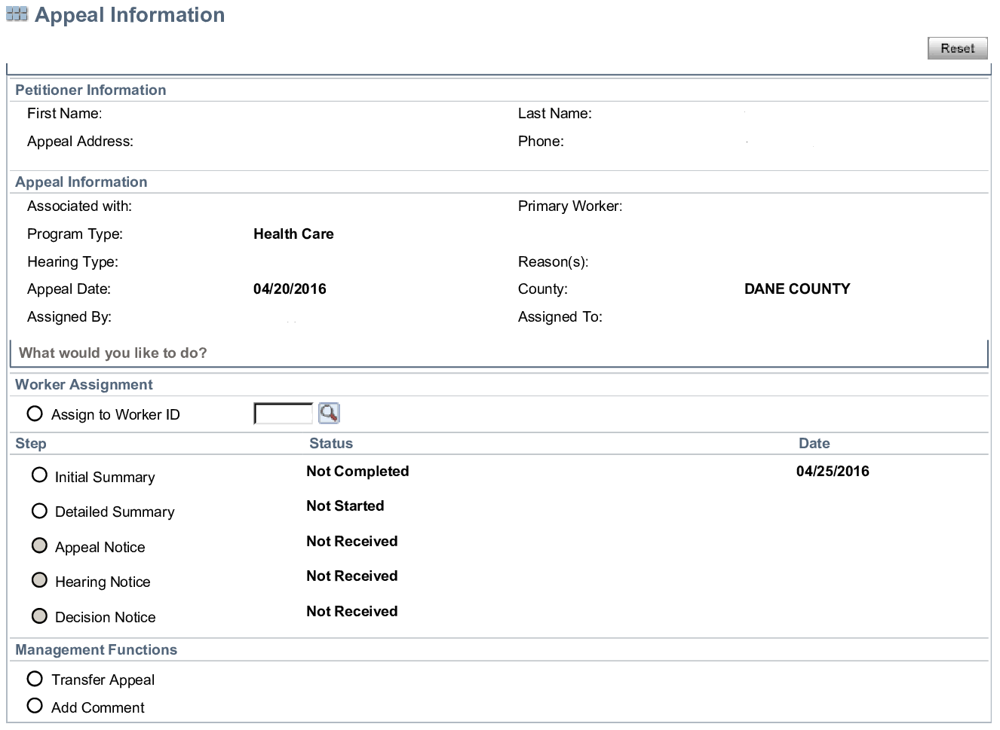 Appeal Information
Reset
Petitioner Information
First Name: Last Name:
Appeal Address: Phone:
Appeal Information
Associated with: Primary Worker:
Program Type: Health Care
Hearing Type: Reason(s):
Appeal Date: 04/20/2016 County: DANE COUNTY
Assigned By: Assigned To:
What would you like to do?
Worker Assignment
Assign to Worker ID
Step Status Date
Initial Summary Not Completed 04/25/2016
Detailed Summary Not Started
Appeal Notice Not Received
Hearing Notice Not Received
Decision Notice Not Received
Management Functions
Transfer Appeal
Add Comment